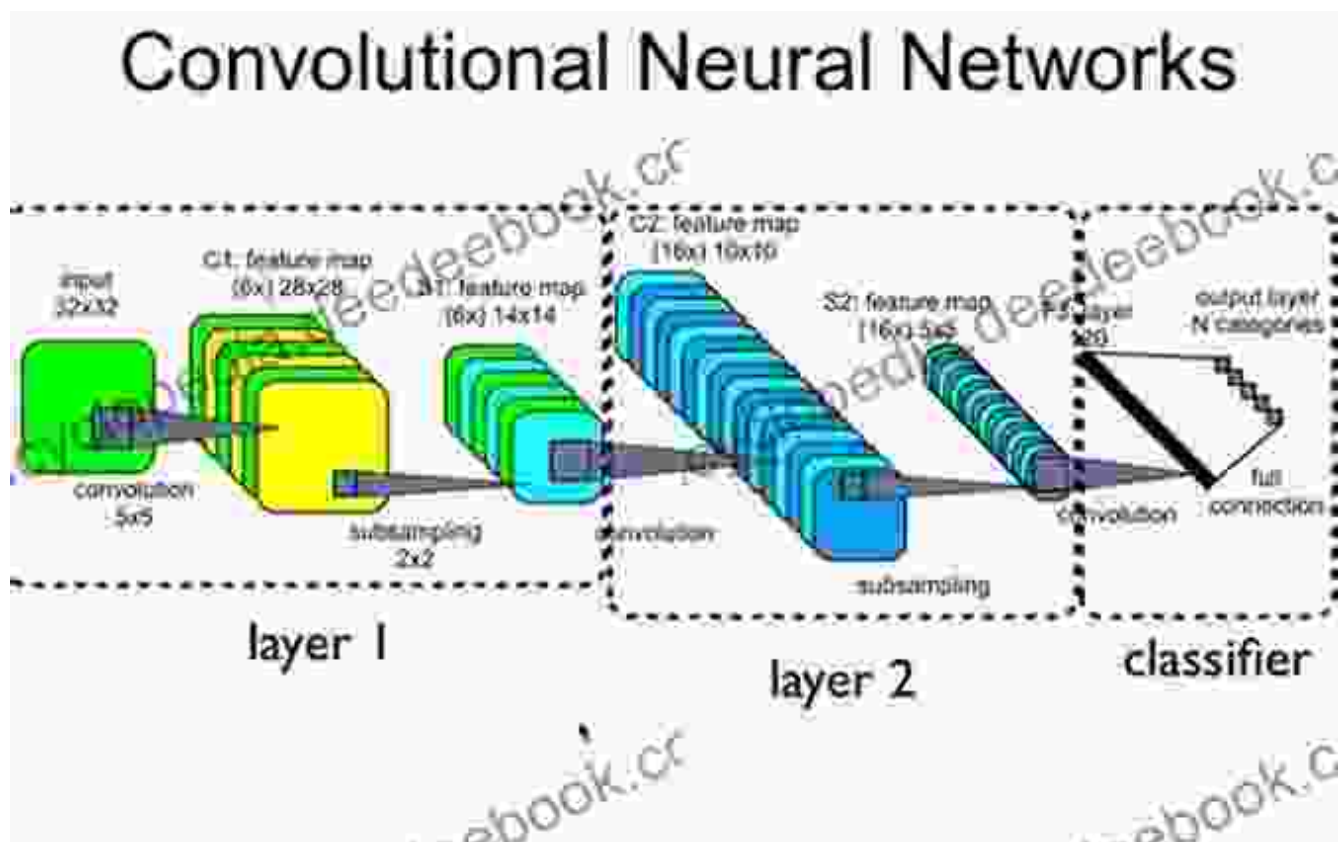 Convolutional Neural Networks
input
32x32
C1: feature map
(6x) 28x28
S1: feature map
(6x) 14x14
convolution
5x5
subsampling
2x2
layer 1
C2: feature map
(16x) 10x10
S2: feature map
(16x) 5x5
convolution
subsampling
layer 2
layer
output layer
N categories
convolution
full
connection
classifier